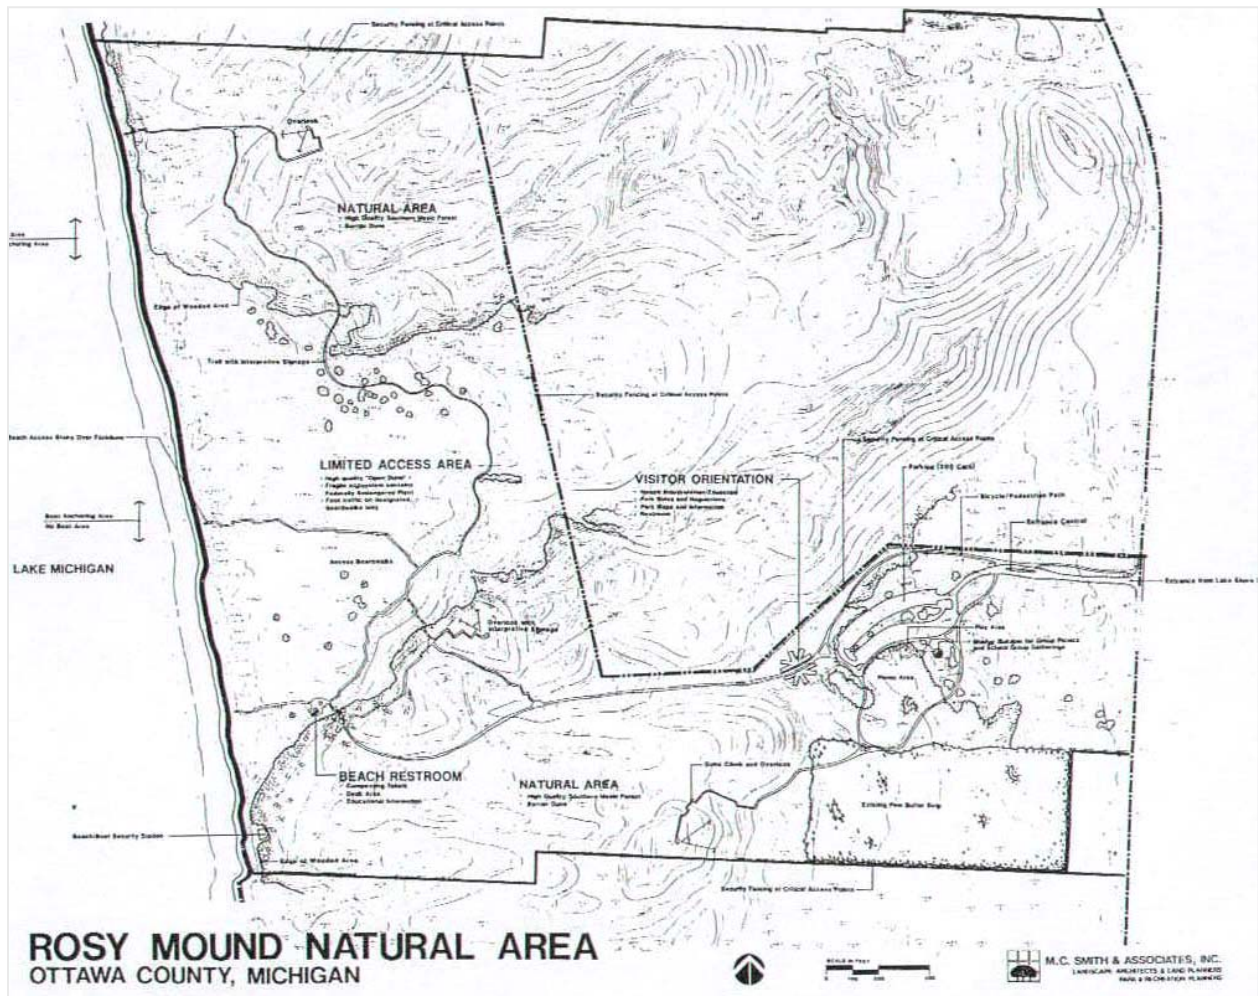 Security Fencing at Critical Access Points
Overlook
NATURAL AREA
High Quality Southern Mesic Forest
Barrier Dune
Area
Edge of Wooded Area
Trail with Interpretive Signage
Security Fencing at Critical Access Points
Beach Access Stairs Over Foredune
Security Fencing at Critical Access Points
LIMITED ACCESS AREA
High quality "Open Dune"
Federally Endangered Plant
Boardwalks only
VISITOR ORIENTATION
Park Rules and Regulations
Park Maps and Information
Restroom
Parking (200 Cars)
Bicycle/Pedestrian Path
Entrance Control
Boat Anchoring Area
No Boat Area
LAKE MICHIGAN
Access Boardwalks
Entrance from Lake Shore
Overlook with
Interpretive Signage
Play Area
Shelter Building for Group Picnics
and School Group Gatherings
Picnic Area
BEACH RESTROOM
Composting Toilets
Deck Area
Educational Information
NATURAL AREA
High Quality Southern Mesic Forest
Barrier Dune
Dune Climb and Overlook
Existing Pine Buffer
Beach/Boat Security Station
Edge of Wooded Area
Security Fencing at Critical Access Points
ROSY MOUND NATURAL AREA
OTTAWA COUNTY, MICHIGAN
SCALE IN FEET
M.C. SMITH & ASSOCIATES, INC.
LANDSCAPE ARCHITECTS & LAND PLANNERS
PARK & RECREATION PLANNERS